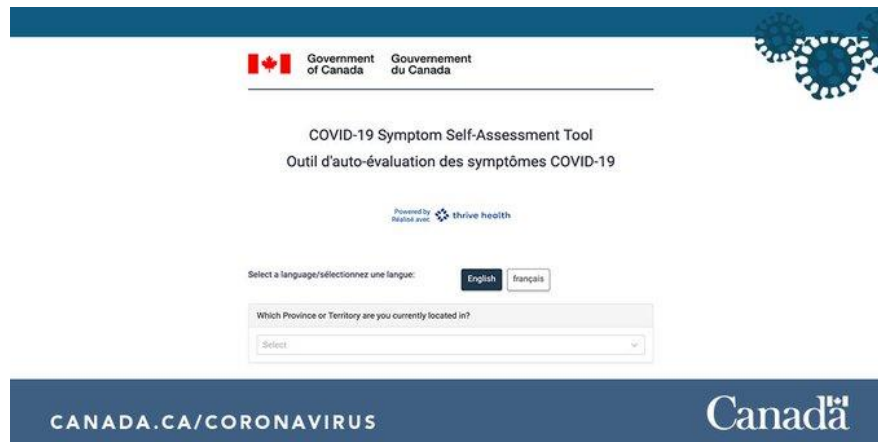 Government of Canada
Gouvernement du Canada
COVID-19 Symptom Self-Assessment Tool
Outil d'auto-évaluation des symptômes COVID-19
Powered by
Réalisé avec
thrive health
Select a language/sélectionnez une langue:
English
français
Which Province or Territory are you currently located in?
Select
CANADA.CA/CORONAVIRUS
Canada